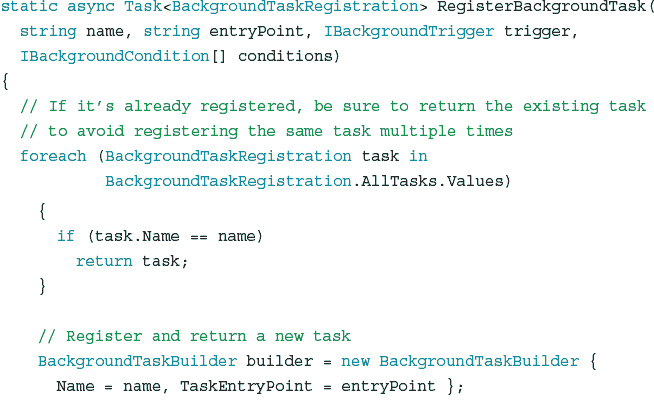 static async Task<BackgroundTaskRegistration> RegisterBackgroundTask(
  string name, string entryPoint, IBackgroundTrigger trigger,
  IBackgroundCondition[] conditions)
{
  // If it’s already registered, be sure to return the existing task
  // to avoid registering the same task multiple times
  foreach (BackgroundTaskRegistration task in
           BackgroundTaskRegistration.AllTasks.Values)
    {
      if (task.Name == name)
        return task;
    }
    // Register and return a new task
    BackgroundTaskBuilder builder = new BackgroundTaskBuilder {
      Name = name, TaskEntryPoint = entryPoint };